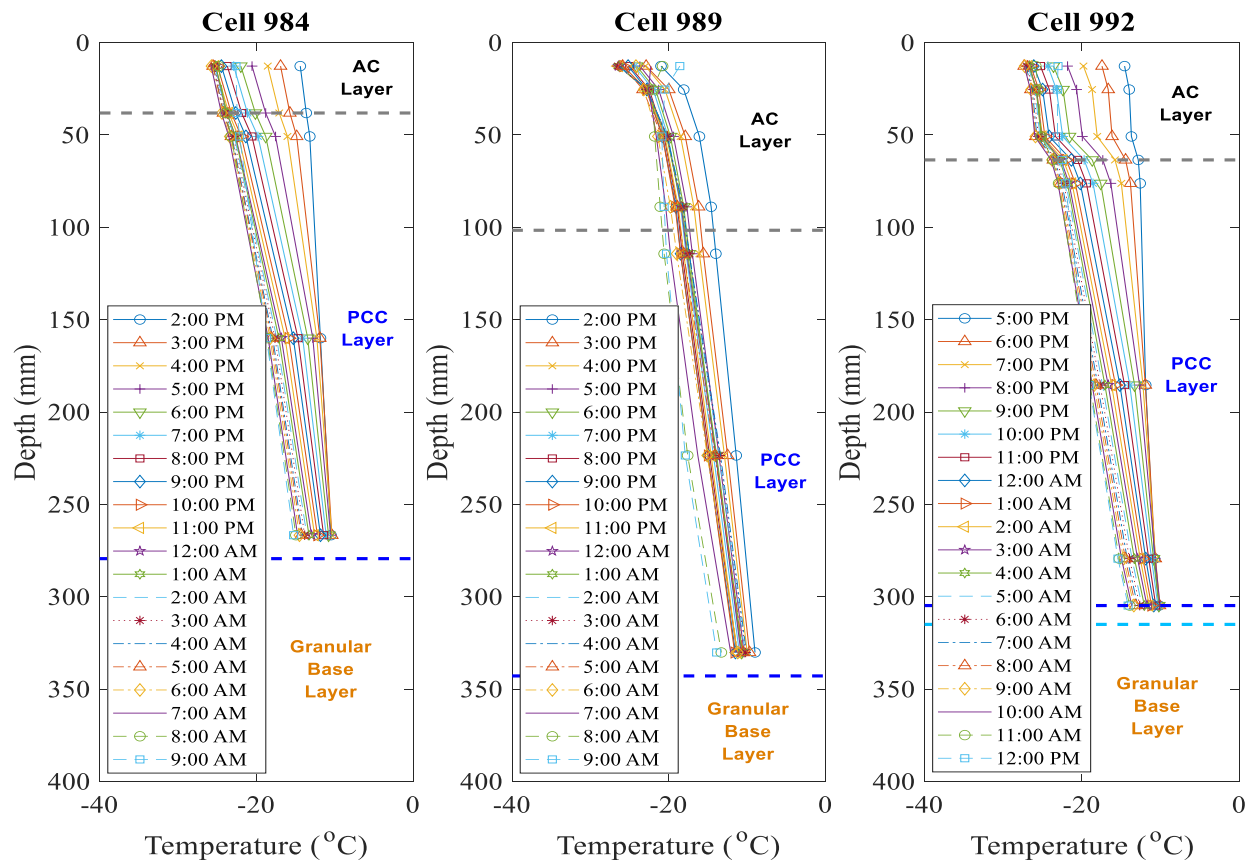 Cell 984
0
50
100
150
200
250
300
350
400
Depth (mm)
-40
-20
0
Temperature (°C)
AC
Layer
PCC
Layer
Granular
Base
Layer
2:00 PM
3:00 PM
4:00 PM
5:00 PM
6:00 PM
7:00 PM
8:00 PM
9:00 PM
10:00 PM
11:00 PM
12:00 AM
1:00 AM
2:00 AM
3:00 AM
4:00 AM
5:00 AM
6:00 AM
7:00 AM
8:00 AM
9:00 AM
Cell 989
0
50
100
150
200
250
300
350
400
Depth (mm)
-40
-20
0
Temperature (°C)
AC
Layer
PCC
Layer
Granular
Base
Layer
2:00 PM
3:00 PM
4:00 PM
5:00 PM
6:00 PM
7:00 PM
8:00 PM
9:00 PM
10:00 PM
11:00 PM
12:00 AM
1:00 AM
2:00 AM
3:00 AM
4:00 AM
5:00 AM
6:00 AM
7:00 AM
8:00 AM
9:00 AM
Cell 992
0
50
100
150
200
250
300
350
400
Depth (mm)
-40
-20
0
Temperature (°C)
AC
Layer
PCC
Layer
Granular
Base
Layer
5:00 PM
6:00 PM
7:00 PM
8:00 PM
9:00 PM
10:00 PM
11:00 PM
12:00 AM
1:00 AM
2:00 AM
3:00 AM
4:00 AM
5:00 AM
6:00 AM
7:00 AM
8:00 AM
9:00 AM
10:00 AM
11:00 AM
12:00 PM